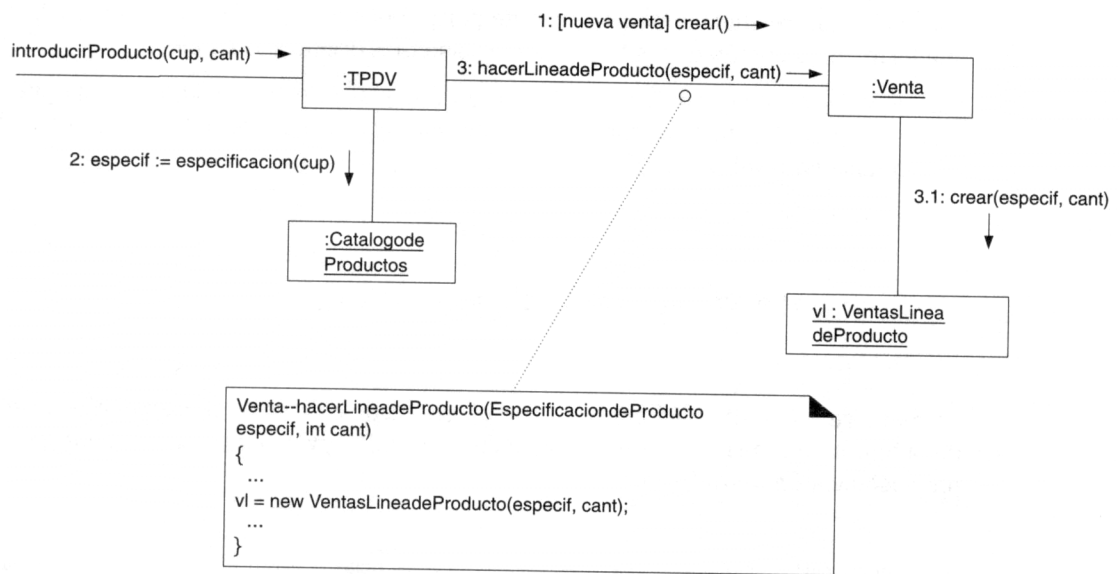 1: [nueva venta] crear()
introducirProducto(cup, cant)
:TPDV
3: hacerLineadeProducto(especif, cant)
:Venta
2: especif := especificacion(cup)
3.1: crear(especif, cant)
:Catalogode
Productos
vl : VentasLinea
deProducto
Venta--hacerLineadeProducto(EspecificaciondeProducto
especif, int cant)
{
...
vl = new VentasLineadeProducto(especif, cant);
...
}